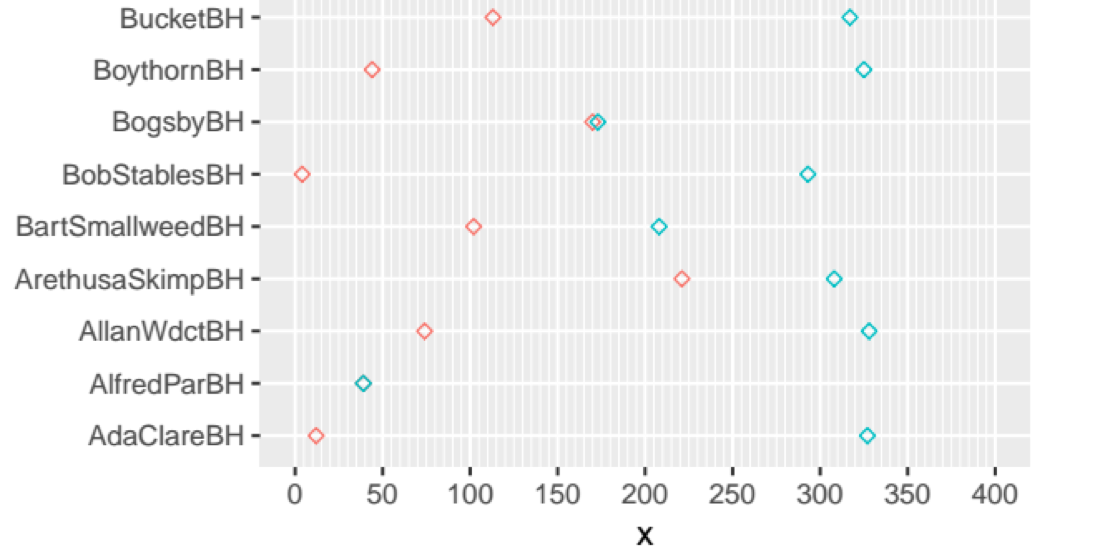 BucketBH
BoythornBH
BogsbyBH
BobStablesBH
BartSmallweedBH
ArethusaSkimpBH
AllanWdctBH
AlfredParBH
AdaClareBH
0 50 100 150 200 250 300 350 400
x